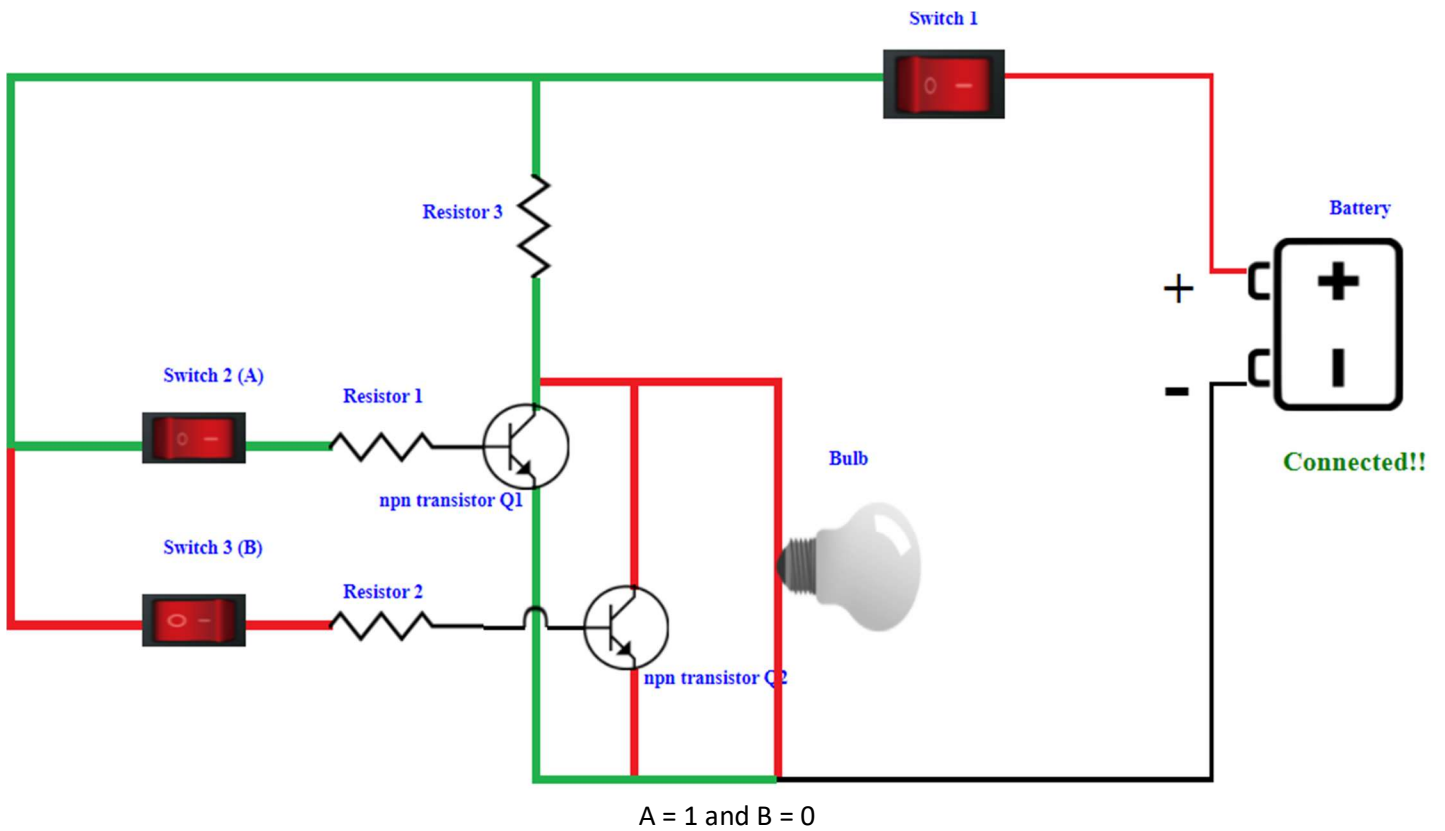 Switch 1
Battery
Resistor 3
+
+
-
-
Switch 2 (A)
Resistor 1
O -
O -
Bulb
Connected!!
npn transistor Q1
Switch 3 (B)
Resistor 2
O -
npn transistor Q2
A = 1 and B = 0